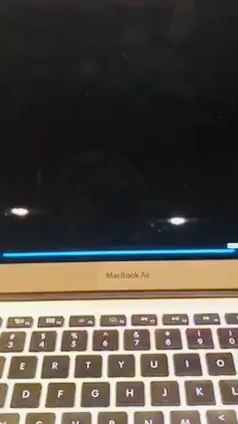 MacBook Air
# $ % ^ & * ( )
3 4 5 6 7 8 9 0
E R T Y U I O
D F G H J K L